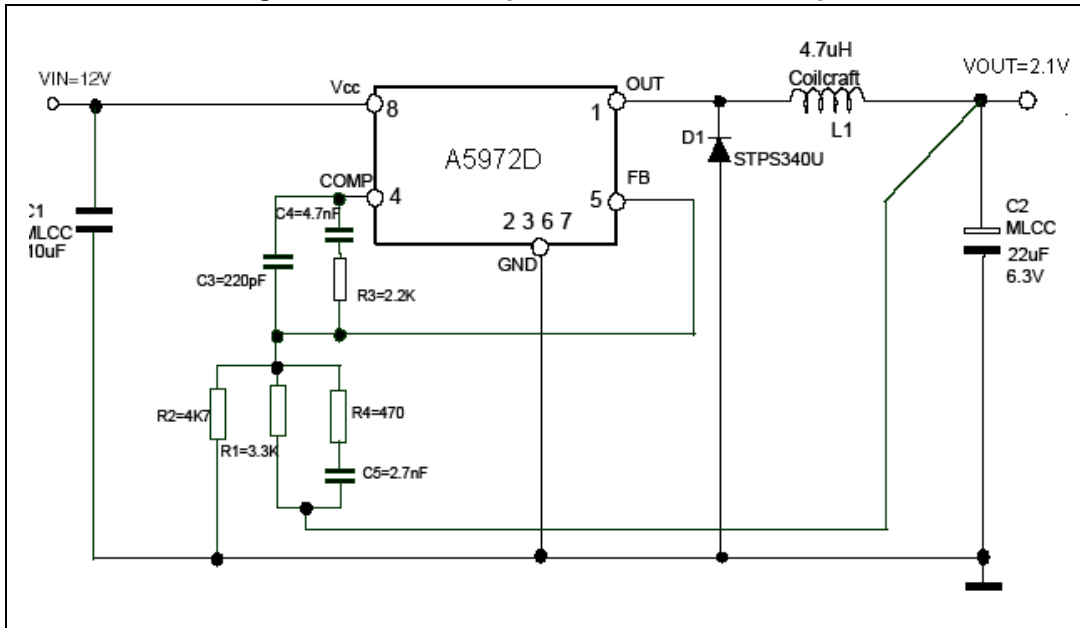 VIN=12V
Vcc
8
A5972D
OUT
1
4.7uH
Coilcraft
L1
VOUT=2.1V
D1
STPS340U
COMP
4
FB
5
2 3 6 7
GND
C4=4.7nF
C3=220pF
R3=2.2K
MLCC
10uF
C2
MLCC
22uF
6.3V
R2=4K7
R1=3.3K
R4=470
C5=2.7nF